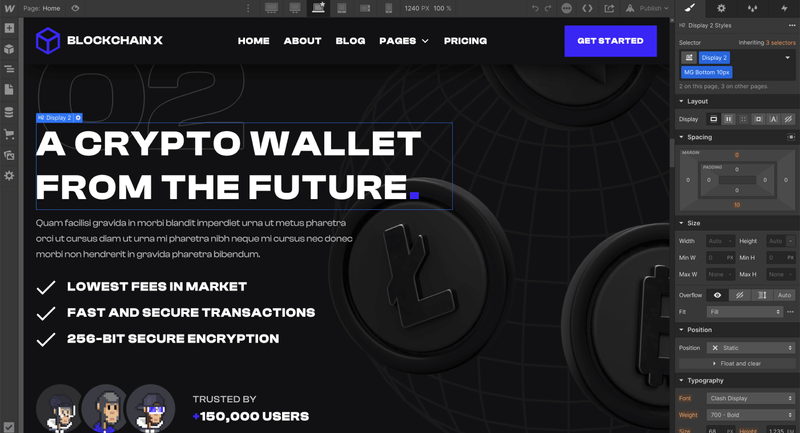 Page: Home
1240 PX 100 %
Publish
BLOCKCHAIN X
HOME
ABOUT
BLOG
PAGES
PRICING
GET STARTED
02
H2 Display 2
A CRYPTO WALLET
FROM THE FUTURE.
Quam facilisi gravida in morbi blandit imperdiet urna ut metus pharetra
orci ut cursus diam ut urna mi pharetra nibh neque mi cursus nec donec
morbi non hendrerit in gravida pharetra bibendum.
LOWEST FEES IN MARKET
FAST AND SECURE TRANSACTIONS
256-BIT SECURE ENCRYPTION
TRUSTED BY
+150,000 USERS
H2 Display 2 Styles
Selector
Inheriting 3 selectors
Display 2
MG Bottom 10px
2 on this page, 3 on other pages.
Layout
Display
Spacing
MARGIN
0
PADDING
0
0 0 0 0
0
10
Size
Width Auto Height Auto
Min W 0 PX Min H 0 PX
Max W None Max H None
Overflow Auto
Fit Fill
Position
Position Static
Float and clear
Typography
Font Clash Display
Weight 700 - Bold
Size 68 PX Height 1.235 EM